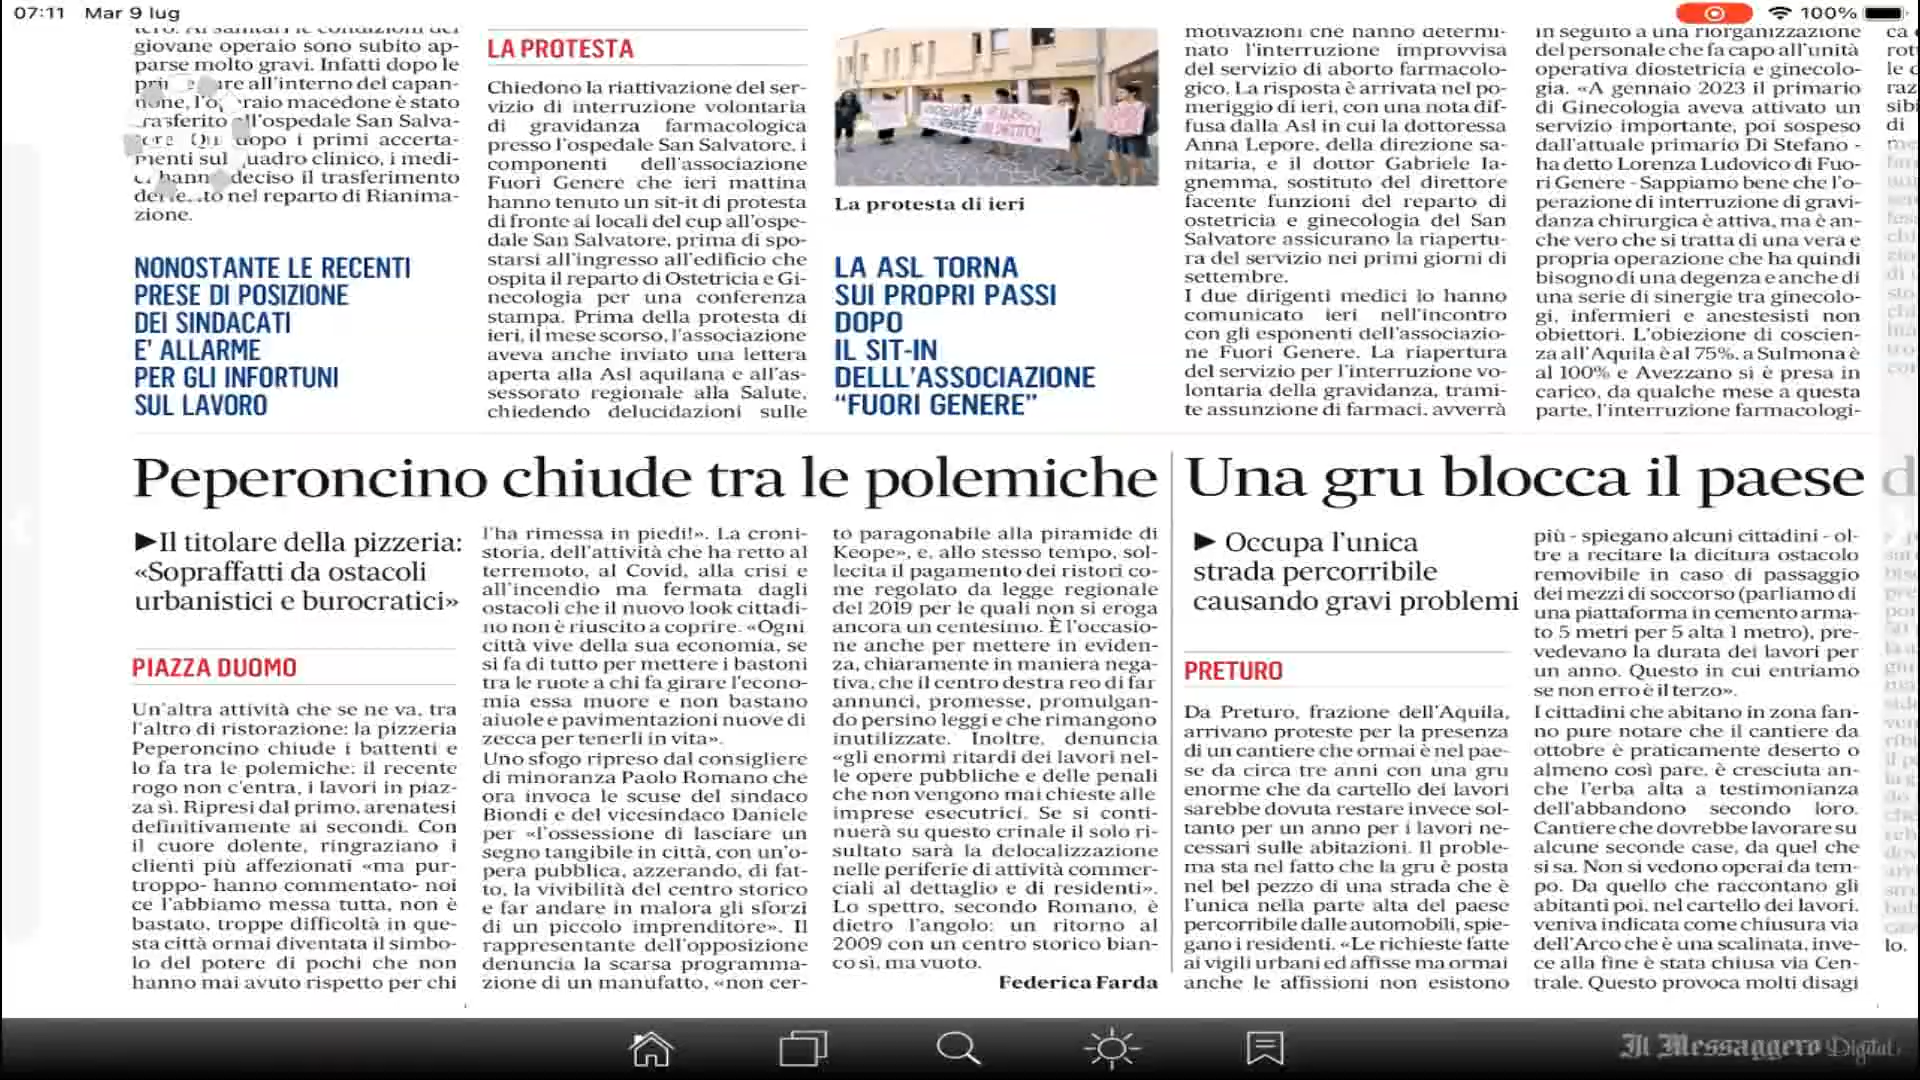 07:11 Mar 9 lug
100%
giovane operaio sono subito ap-
parse molto gravi. Infatti dopo le
all'interno del capan-
macedone è stato
all'ospedale San Salva-
dopo i primi accerta-
menti sul quadro clinico, i medi-
ci hanno deciso il trasferimento
nel reparto di Rianima-
zione.
NONOSTANTE LE RECENTI
PRESE DI POSIZIONE
DEI SINDACATI
E' ALLARME
PER GLI INFORTUNI
SUL LAVORO
LA PROTESTA
Chiedono la riattivazione del ser-
vizio di interruzione volontaria
di gravidanza farmacologica
presso l'ospedale San Salvatore, i
componenti dell'associazione
Fuori Genere che ieri mattina
hanno tenuto un sit-it di protesta
di fronte ai locali del cup all'ospe-
dale San Salvatore, prima di spo-
starsi all'ingresso all'edificio che
ospita il reparto di Ostetricia e Gi-
necologia per una conferenza
stampa. Prima della protesta di
ieri, il mese scorso, l'associazione
aveva anche inviato una lettera
aperta alla Asl aquilana e all'as-
sessorato regionale alla Salute,
chiedendo delucidazioni sulle
La protesta di ieri
LA ASL TORNA
SUI PROPRI PASSI
DOPO
IL SIT-IN
DELLL'ASSOCIAZIONE
“FUORI GENERE”
motivazioni che hanno determi-
nato l'interruzione improvvisa
del servizio di aborto farmacolo-
gico. La risposta è arrivata nel po-
meriggio di ieri, con una nota dif-
fusa dalla Asl in cui la dottoressa
Anna Lepore, della direzione sa-
nitaria, e il dottor Gabriele Ia-
gnemma, sostituto del direttore
facente funzioni del reparto di
ostetricia e ginecologia del San
Salvatore assicurano la riapertu-
ra del servizio nei primi giorni di
settembre.
I due dirigenti medici lo hanno
comunicato ieri nell'incontro
con gli esponenti dell'associazio-
ne Fuori Genere. La riapertura
del servizio per l'interruzione vo-
lontaria della gravidanza, trami-
te assunzione di farmaci, avverrà
in seguito a una riorganizzazione
del personale che fa capo all'unità
operativa diostetricia e ginecolo-
gia. «A gennaio 2023 il primario
di Ginecologia aveva attivato un
servizio importante, poi sospeso
dall'attuale primario Di Stefano -
ha detto Lorenza Ludovico di Fuo-
ri Genere - Sappiamo bene che l'o-
perazione di interruzione di gravi-
danza chirurgica è attiva, ma è an-
che vero che si tratta di una vera e
propria operazione che ha quindi
bisogno di una degenza e anche di
una serie di sinergie tra ginecolo-
gi, infermieri e anestesisti non
obiettori. L'obiezione di coscien-
za all'Aquila è al 75%, a Sulmona è
al 100% e Avezzano si è presa in
carico, da qualche mese a questa
parte, l'interruzione farmacologi-
Peperoncino chiude tra le polemiche
▶Il titolare della pizzeria:
«Sopraffatti da ostacoli
urbanistici e burocratici»
PIAZZA DUOMO
Un'altra attività che se ne va, tra
l'altro di ristorazione: la pizzeria
Peperoncino chiude i battenti e
lo fa tra le polemiche: il recente
rogo non c'entra, i lavori in piaz-
za sì. Ripresi dal primo, arenatesi
definitivamente ai secondi. Con
il cuore dolente, ringraziano i
clienti più affezionati «ma pur-
troppo- hanno commentato- noi
ce l'abbiamo messa tutta, non è
bastato, troppe difficoltà in que-
sta città ormai diventata il simbo-
lo del potere di pochi che non
hanno mai avuto rispetto per chi
l'ha rimessa in piedi!». La croni-
storia, dell'attività che ha retto al
terremoto, al Covid, alla crisi e
all'incendio ma fermata dagli
ostacoli che il nuovo look cittadi-
no non è riuscito a coprire. «Ogni
città vive della sua economia, se
si fa di tutto per mettere i bastoni
tra le ruote a chi fa girare l'econo-
mia essa muore e non bastano
aiuole e pavimentazioni nuove di
zecca per tenerli in vita».
Uno sfogo ripreso dal consigliere
di minoranza Paolo Romano che
ora invoca le scuse del sindaco
Biondi e del vicesindaco Daniele
per «l'ossessione di lasciare un
segno tangibile in città, con un'o-
pera pubblica, azzerando, di fat-
to, la vivibilità del centro storico
e far andare in malora gli sforzi
di un piccolo imprenditore». Il
rappresentante dell'opposizione
denuncia la scarsa programma-
zione di un manufatto, «non cer-
to paragonabile alla piramide di
Keope», e, allo stesso tempo, sol-
lecita il pagamento dei ristori co-
me regolato da legge regionale
del 2019 per le quali non si eroga
ancora un centesimo. È l'occasio-
ne anche per mettere in eviden-
za, chiaramente in maniera nega-
tiva, che il centro destra reo di far
annunci, promesse, promulgan-
do persino leggi e che rimangono
inutilizzate. Inoltre, denuncia
«gli enormi ritardi dei lavori nel-
le opere pubbliche e delle penali
che non vengono mai chieste alle
imprese esecutrici. Se si conti-
nuerà su questo crinale il solo ri-
sultato sarà la delocalizzazione
nelle periferie di attività commer-
ciali al dettaglio e di residenti».
Lo spettro, secondo Romano, è
dietro l'angolo: un ritorno al
2009 con un centro storico bian-
co sì, ma vuoto.
Federica Farda
Una gru blocca il paese
▶ Occupa l'unica
strada percorribile
causando gravi problemi
PRETURO
Da Preturo, frazione dell'Aquila,
arrivano proteste per la presenza
di un cantiere che ormai è nel pae-
se da circa tre anni con una gru
enorme che da cartello dei lavori
sarebbe dovuta restare invece sol-
tanto per un anno per i lavori ne-
cessari sulle abitazioni. Il proble-
ma sta nel fatto che la gru è posta
nel bel pezzo di una strada che è
l'unica nella parte alta del paese
percorribile dalle automobili, spie-
gano i residenti. «Le richieste fatte
ai vigili urbani ed affisse ma ormai
anche le affissioni non esistono
più - spiegano alcuni cittadini - ol-
tre a recitare la dicitura ostacolo
removibile in caso di passaggio
dei mezzi di soccorso (parliamo di
una piattaforma in cemento arma-
to 5 metri per 5 alta 1 metro), pre-
vedevano la durata dei lavori per
un anno. Questo in cui entriamo
se non erro è il terzo».
I cittadini che abitano in zona fan-
no pure notare che il cantiere da
ottobre è praticamente deserto o
almeno così pare, è cresciuta an-
che l'erba alta a testimonianza
dell'abbandono secondo loro.
Cantiere che dovrebbe lavorare su
alcune seconde case, da quel che
si sa. Non si vedono operai da tem-
po. Da quello che raccontano gli
abitanti poi, nel cartello dei lavori,
veniva indicata come chiusura via
dell'Arco che è una scalinata, inve-
ce alla fine è stata chiusa via Cen-
trale. Questo provoca molti disagi
lo.
Il Messaggero Digital